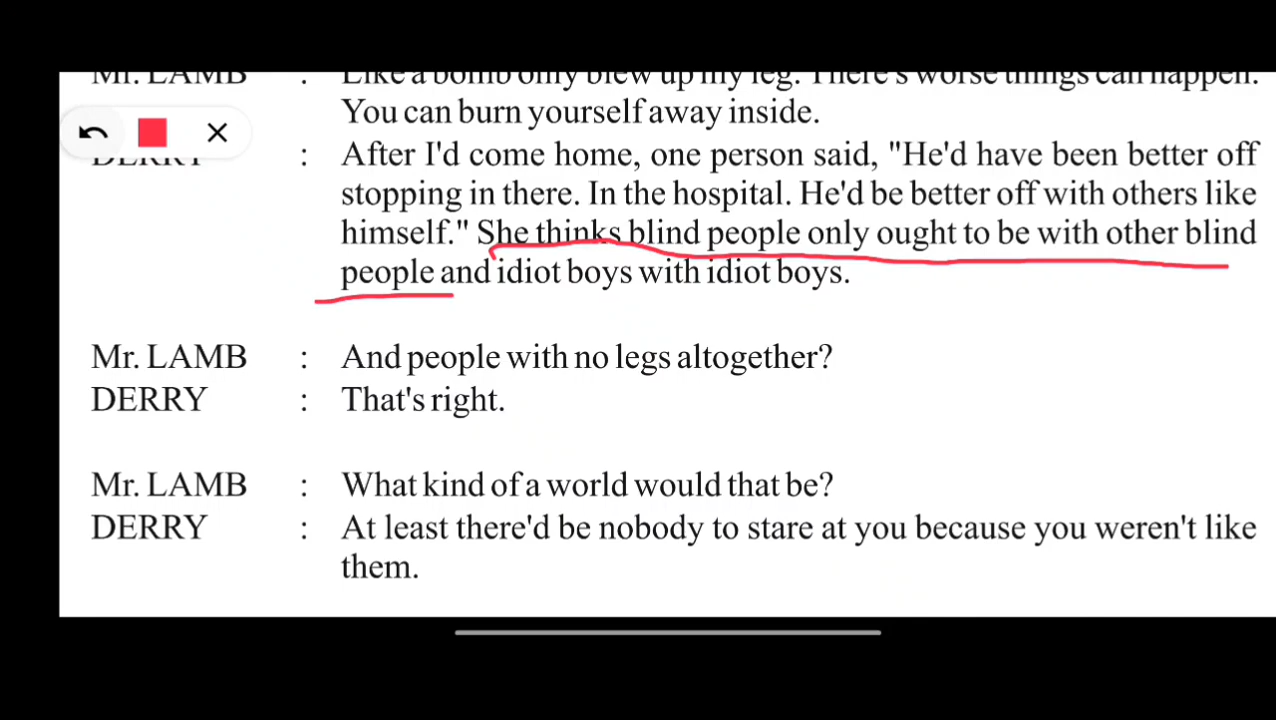 Mr. LAMB : Like a bomb only blew up my leg. There's worse things can happen.
You can burn yourself away inside.
DERRY : After I'd come home, one person said, "He'd have been better off
stopping in there. In the hospital. He'd be better off with others like
himself." She thinks blind people only ought to be with other blind
people and idiot boys with idiot boys.
Mr. LAMB : And people with no legs altogether?
DERRY : That's right.
Mr. LAMB : What kind of a world would that be?
DERRY : At least there'd be nobody to stare at you because you weren't like
them.